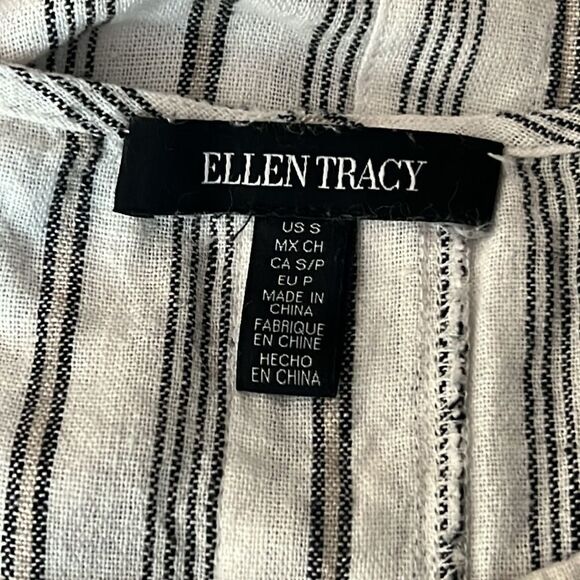 ELLEN TRACY
US S
MX CH
CA S/P
EU P
MADE IN
CHINA
FABRIQUE
EN CHINE
HECHO
EN CHINA